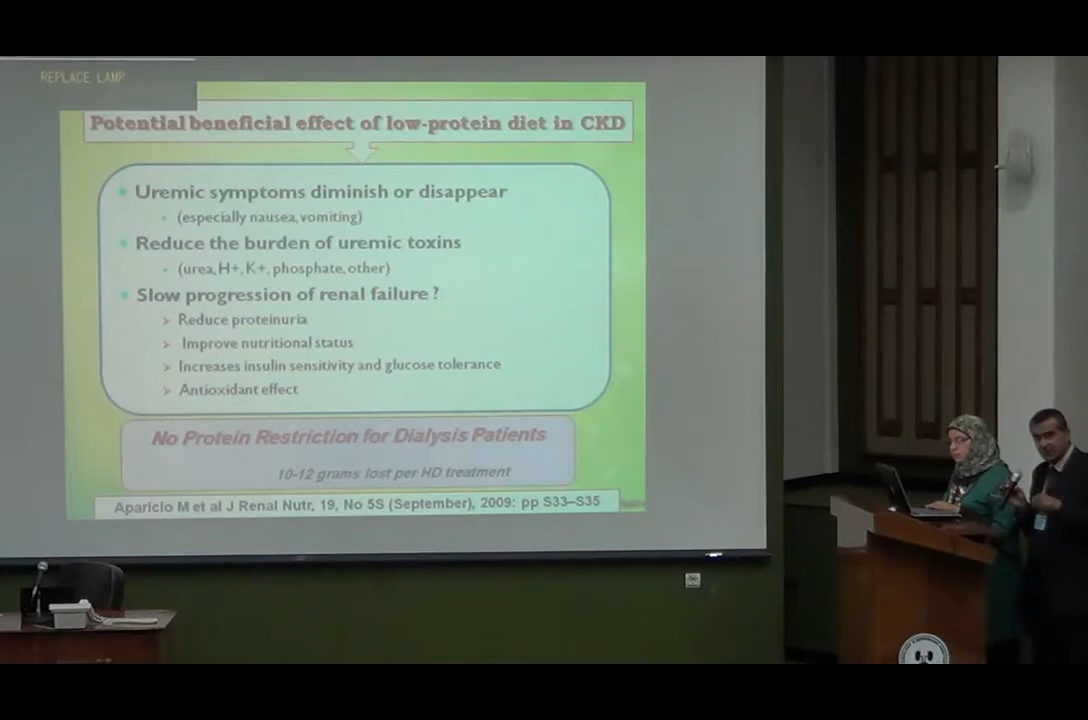 REPLACE LAMP
Potential beneficial effect of low-protein diet in CKD
• Uremic symptoms diminish or disappear
• (especially nausea, vomiting)
• Reduce the burden of uremic toxins
• (urea, H+, K+, phosphate, other)
• Slow progression of renal failure ?
➢ Reduce proteinuria
➢ Improve nutritional status
➢ Increases insulin sensitivity and glucose tolerance
➢ Antioxidant effect
No Protein Restriction for Dialysis Patients
10-12 grams lost per HD treatment
Aparicio M et al J Renal Nutr, 19, No 5S (September), 2009: pp S33–S35